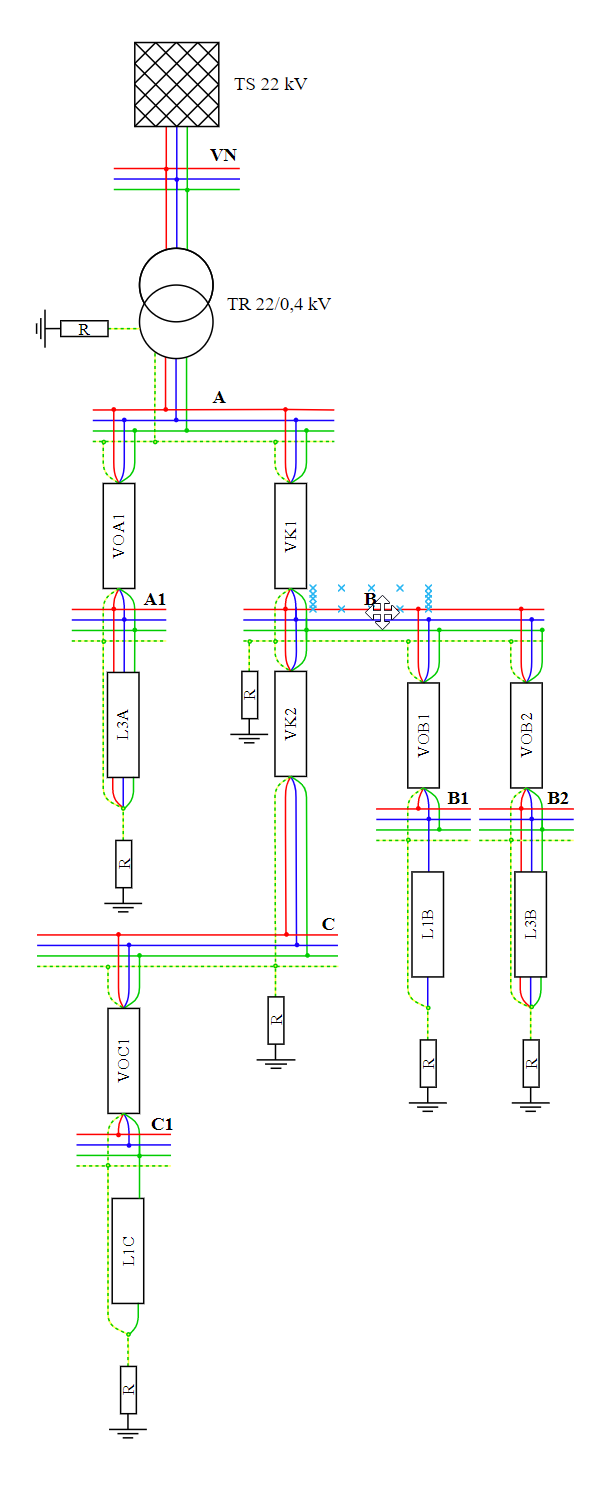 TS 22 kV
VN
TR 22/0,4 kV
R
A
VOA1
VK1
A1
B
L3A
R
VK2
VOB1
VOB2
B1
B2
R
L1B
L3B
C
R
VOC1
R
R
C1
L1C
R